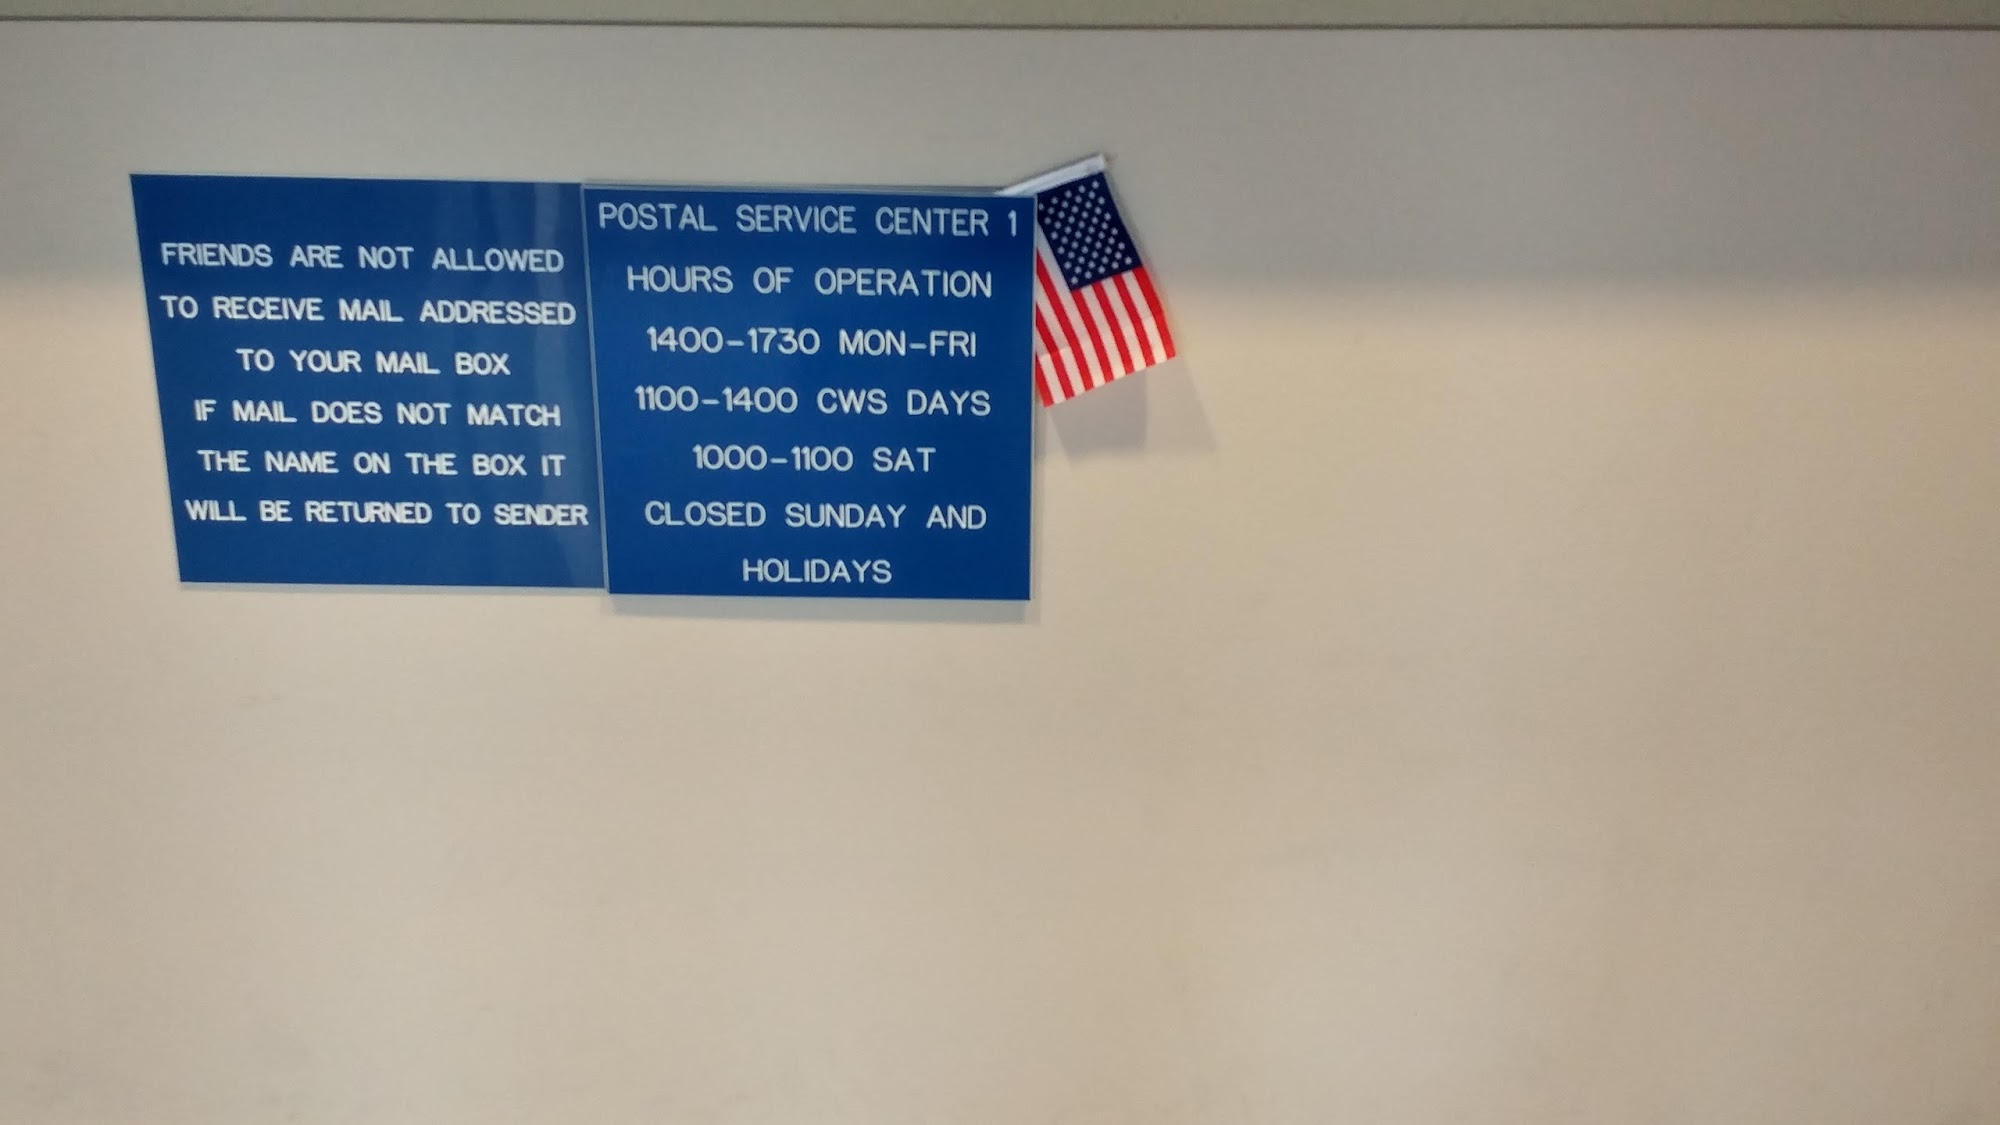 FRIENDS ARE NOT ALLOWED
TO RECEIVE MAIL ADDRESSED
TO YOUR MAIL BOX
IF MAIL DOES NOT MATCH
THE NAME ON THE BOX IT
WILL BE RETURNED TO SENDER
POSTAL SERVICE CENTER 1
HOURS OF OPERATION
1400-1730 MON-FRI
1100-1400 CWS DAYS
1000-1100 SAT
CLOSED SUNDAY AND
HOLIDAYS